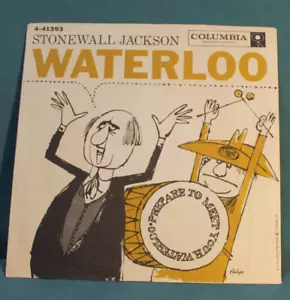 4-41393
STONEWALL JACKSON
COLUMBIA
WATERLOO
PREPARE TO MEET YOUR WATERLOO